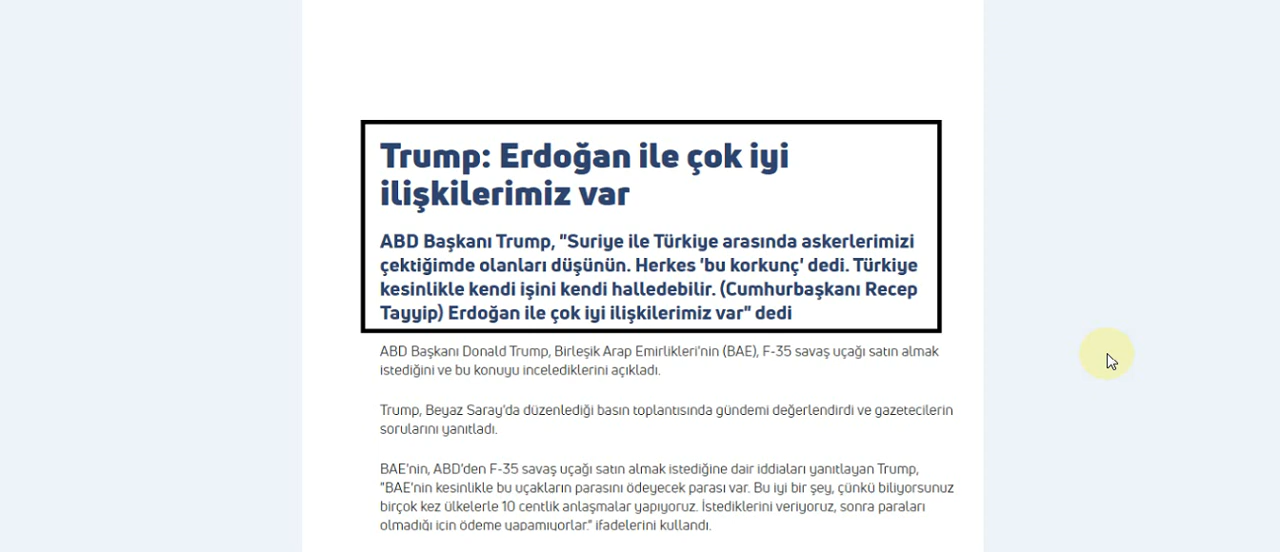 Trump: Erdoğan ile çok iyi
ilişkilerimiz var
ABD Başkanı Trump, "Suriye ile Türkiye arasında askerlerimizi
çektiğimde olanları düşünün. Herkes 'bu korkunç' dedi. Türkiye
kesinlikle kendi işini kendi halledebilir. (Cumhurbaşkanı Recep
Tayyip) Erdoğan ile çok iyi ilişkilerimiz var" dedi
ABD Başkanı Donald Trump, Birleşik Arap Emirlikleri'nin (BAE), F-35 savaş uçağı satın almak
istediğini ve bu konuyu incelediklerini açıkladı.
Trump, Beyaz Saray'da düzenlediği basın toplantısında gündemi değerlendirdi ve gazetecilerin
sorularını yanıtladı.
BAE'nin, ABD'den F-35 savaş uçağı satın almak istediğine dair iddiaları yanıtlayan Trump,
"BAE'nin kesinlikle bu uçakların parasını ödeyecek parası var. Bu iyi bir şey, çünkü biliyorsunuz
birçok kez ülkelerle 10 centlik anlaşmalar yapıyoruz. İstediklerini veriyoruz, sonra paraları
olmadığı için ödeme yapamıyorlar." ifadelerini kullandı.